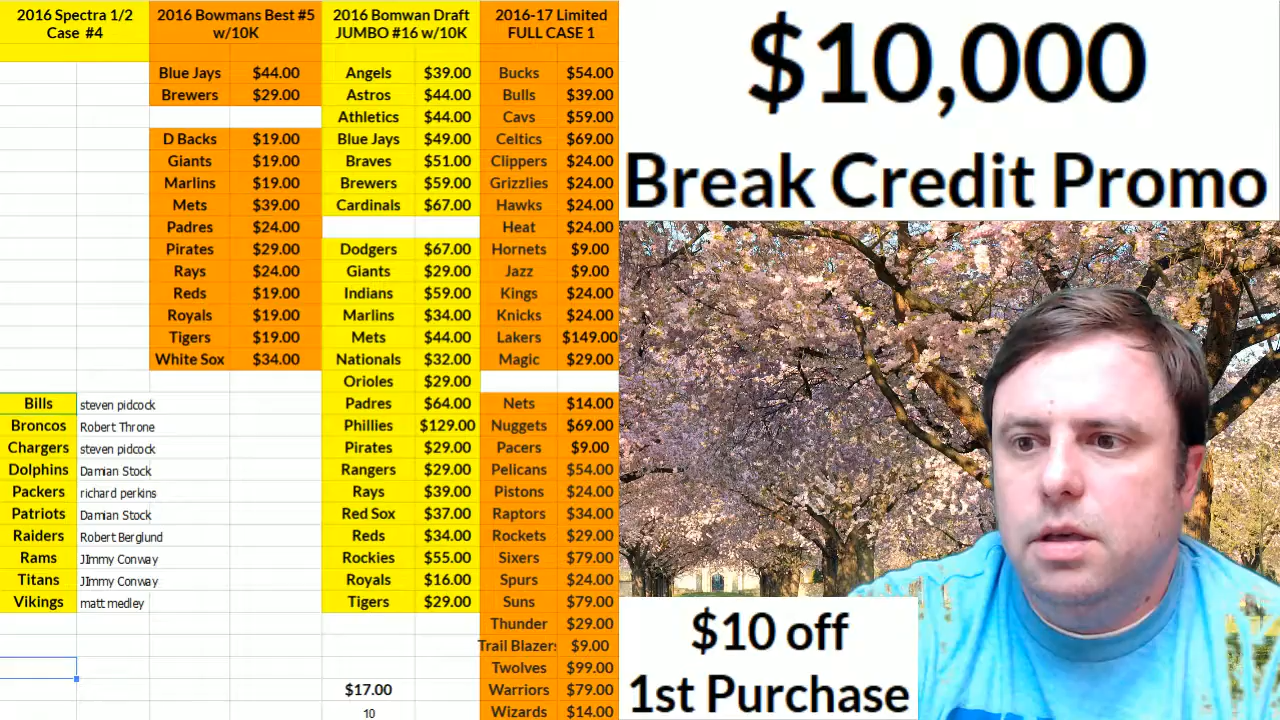 2016 Spectra 1/2
Case #4
2016 Bowmans Best #5
w/10K
2016 Bomwan Draft
JUMBO #16 w/10K
2016-17 Limited
FULL CASE 1
Blue Jays $44.00
Brewers $29.00
D Backs $19.00
Giants $19.00
Marlins $19.00
Mets $39.00
Padres $24.00
Pirates $29.00
Rays $24.00
Reds $19.00
Royals $19.00
Tigers $19.00
White Sox $34.00
Angels $39.00
Astros $44.00
Athletics $44.00
Blue Jays $49.00
Braves $51.00
Brewers $59.00
Cardinals $67.00
Dodgers $67.00
Giants $29.00
Indians $59.00
Marlins $34.00
Mets $44.00
Nationals $32.00
Orioles $29.00
Padres $64.00
Phillies $129.00
Pirates $29.00
Rangers $29.00
Rays $39.00
Red Sox $37.00
Reds $34.00
Rockies $55.00
Royals $16.00
Tigers $29.00
$17.00
10
Bucks $54.00
Bulls $39.00
Cavs $59.00
Celtics $69.00
Clippers $24.00
Grizzlies $24.00
Hawks $24.00
Heat $24.00
Hornets $9.00
Jazz $9.00
Kings $24.00
Knicks $24.00
Lakers $149.00
Magic $29.00
Nets $14.00
Nuggets $69.00
Pacers $9.00
Pelicans $54.00
Pistons $24.00
Raptors $34.00
Rockets $29.00
Sixers $79.00
Spurs $24.00
Suns $79.00
Thunder $29.00
Trail Blazers $9.00
Twolves $99.00
Warriors $79.00
Wizards $14.00
Bills steven pidcock
Broncos Robert Throne
Chargers steven pidcock
Dolphins Damian Stock
Packers richard perkins
Patriots Damian Stock
Raiders Robert Berglund
Rams JImmy Conway
Titans JImmy Conway
Vikings matt medley
$10,000
Break Credit Promo
$10 off
1st Purchase